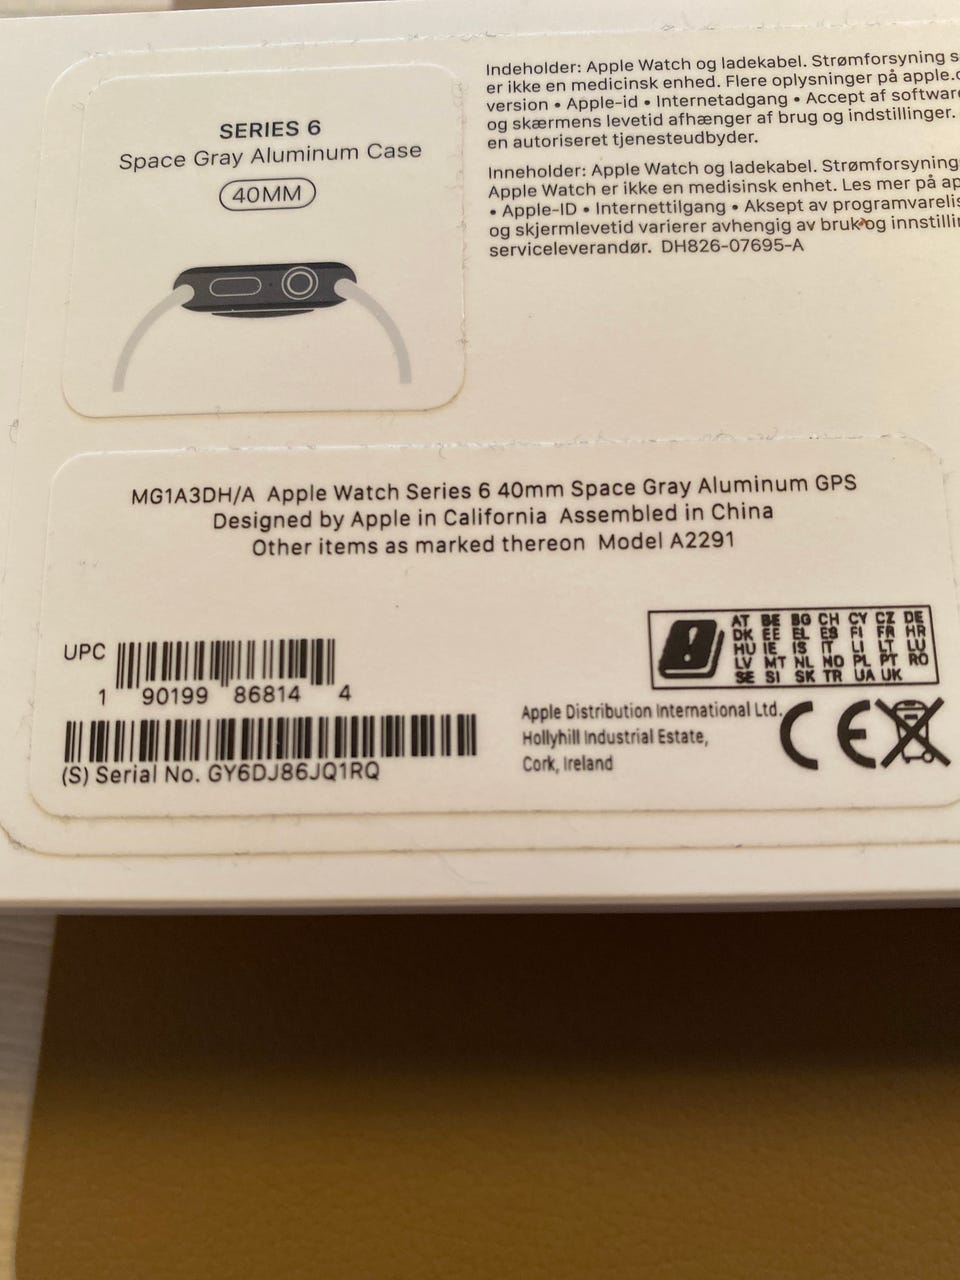 SERIES 6
Space Gray Aluminum Case
40MM
Indeholder: Apple Watch og ladekabel. Strømforsyning s
er ikke en medicinsk enhed. Flere oplysninger på apple.c
version • Apple-id • Internetadgang • Accept af software
og skærmens levetid afhænger af brug og indstillinger.
en autoriseret tjenesteudbyder.
Inneholder: Apple Watch og ladekabel. Strømforsyning
Apple Watch er ikke en medisinsk enhet. Les mer på ap
• Apple-ID • Internettilgang • Aksept av programvarelis
og skjermlevetid varierer avhengig av bruk og innstillin
serviceleverandør. DH826-07695-A
MG1A3DH/A Apple Watch Series 6 40mm Space Gray Aluminum GPS
Designed by Apple in California Assembled in China
Other items as marked thereon Model A2291
UPC
1 90199 86814 4
(S) Serial No. GY6DJ86JQ1RQ
AT BE BG CH CY CZ DE
DK EE EL ES FI FR HR
HU IE IS IT LI LT LU
LV MT NL NO PL PT RO
SE SI SK TR UA UK
Apple Distribution International Ltd.
Hollyhill Industrial Estate,
Cork, Ireland
CE